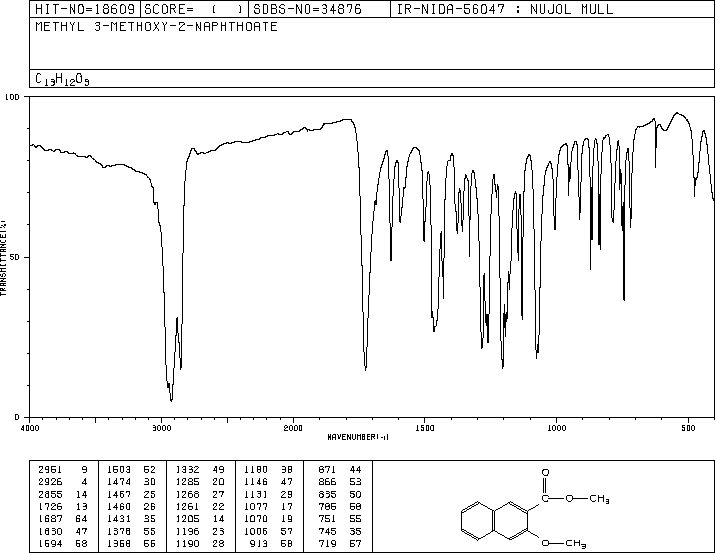 HIT-NO=18609 SCORE= ( ) SDBS-NO=34876 IR-NIDA-56047 : NUJOL MULL
METHYL 3-METHOXY-2-NAPHTHOATE
C13H12O3
100
TRANSMITTANCE(%)
50
0
4000 3000 2000 1500 1000 500
WAVENUMBER(-1)
2951 9 1503 52 1332 49 1180 38 871 44
2926 4 1474 30 1285 20 1146 47 866 53
2855 14 1467 25 1268 27 1131 29 835 50
1726 13 1460 26 1261 22 1077 17 786 58
1687 64 1431 35 1205 14 1070 19 751 55
1630 47 1378 55 1196 23 1006 57 745 35
1594 58 1358 56 1190 28 913 58 719 57
O
C O CH3
O CH3